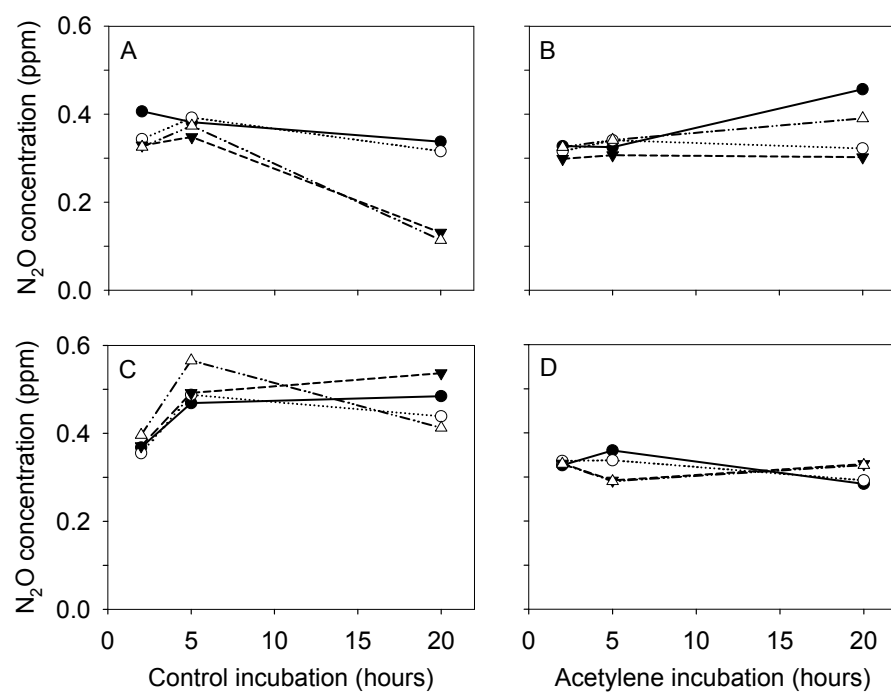 0.6
A
B
0.4
0.2
0.0
N₂O concentration (ppm)
0.6
C
D
0.4
0.2
0.0
N₂O concentration (ppm)
0 5 10 15 20
0 5 10 15 20
Control incubation (hours)
Acetylene incubation (hours)